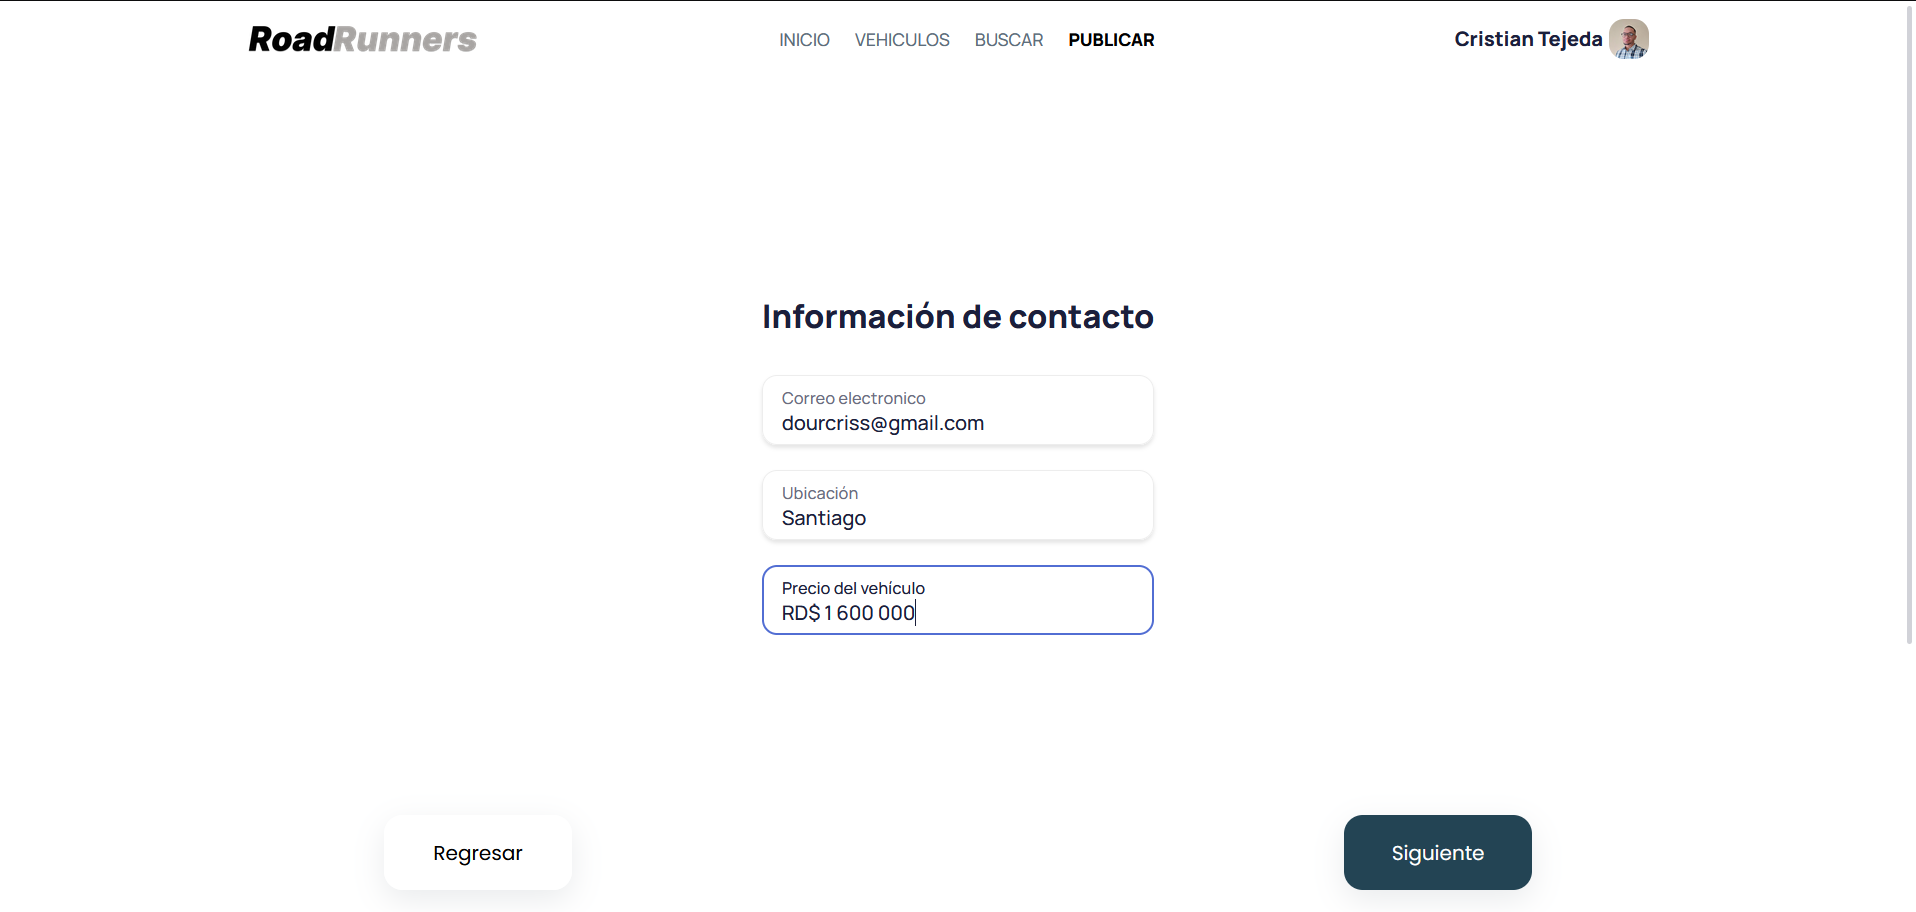 RoadRunners
INICIO VEHICULOS BUSCAR PUBLICAR
Cristian Tejeda
Información de contacto
Correo electronico
dourcriss@gmail.com
Ubicación
Santiago
Precio del vehículo
RD$ 1 600 000
Regresar
Siguiente